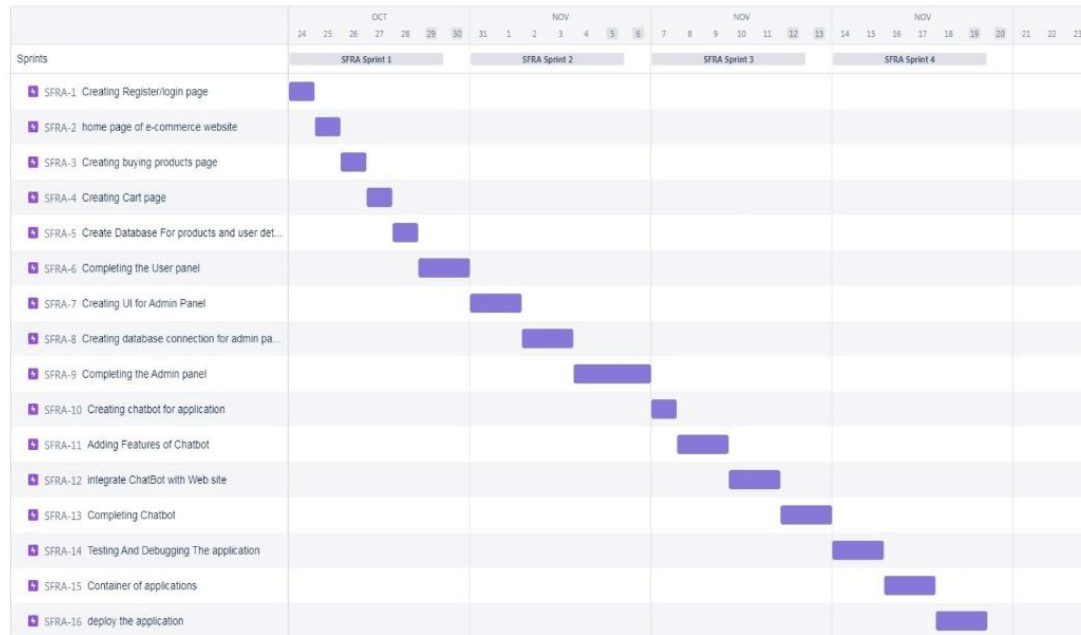 OCT NOV NOV NOV
24 25 26 27 28 29 30 31 1 2 3 4 5 6 7 8 9 10 11 12 13 14 15 16 17 18 19 20 21 22 23
Sprints SFRA Sprint 1 SFRA Sprint 2 SFRA Sprint 3 SFRA Sprint 4
SFRA-1 Creating Register/login page
SFRA-2 home page of e-commerce website
SFRA-3 Creating buying products page
SFRA-4 Creating Cart page
SFRA-5 Create Database For products and user det...
SFRA-6 Completing the User panel
SFRA-7 Creating UI for Admin Panel
SFRA-8 Creating database connection for admin pa...
SFRA-9 Completing the Admin panel
SFRA-10 Creating chatbot for application
SFRA-11 Adding Features of Chatbot
SFRA-12 integrate ChatBot with Web site
SFRA-13 Completing Chatbot
SFRA-14 Testing And Debugging The application
SFRA-15 Container of applications
SFRA-16 deploy the application